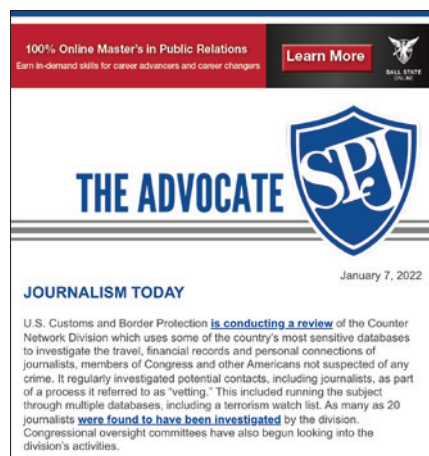 100% Online Master's in Public Relations
Earn in-demand skills for career advancers and career changers
Learn More
BALL STATE
ONLINE
THE ADVOCATE
SPJ
January 7, 2022
JOURNALISM TODAY
U.S. Customs and Border Protection is conducting a review of the Counter
Network Division which uses some of the country's most sensitive databases
to investigate the travel, financial records and personal connections of
journalists, members of Congress and other Americans not suspected of any
crime. It regularly investigated potential contacts, including journalists, as part
of a process it referred to as “vetting.” This included running the subject
through multiple databases, including a terrorism watch list. As many as 20
journalists were found to have been investigated by the division.
Congressional oversight committees have also begun looking into the
division's activities.